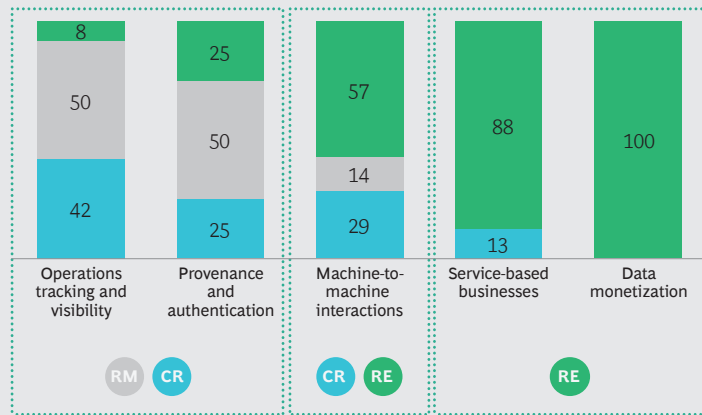 8
50
42
25
50
25
57
14
29
88
13
100
Operations
tracking and
visibility
Provenance
and
authentication
Machine-to-
machine
interactions
Service-based
businesses
Data
monetization
RM
CR
CR
RE
RE